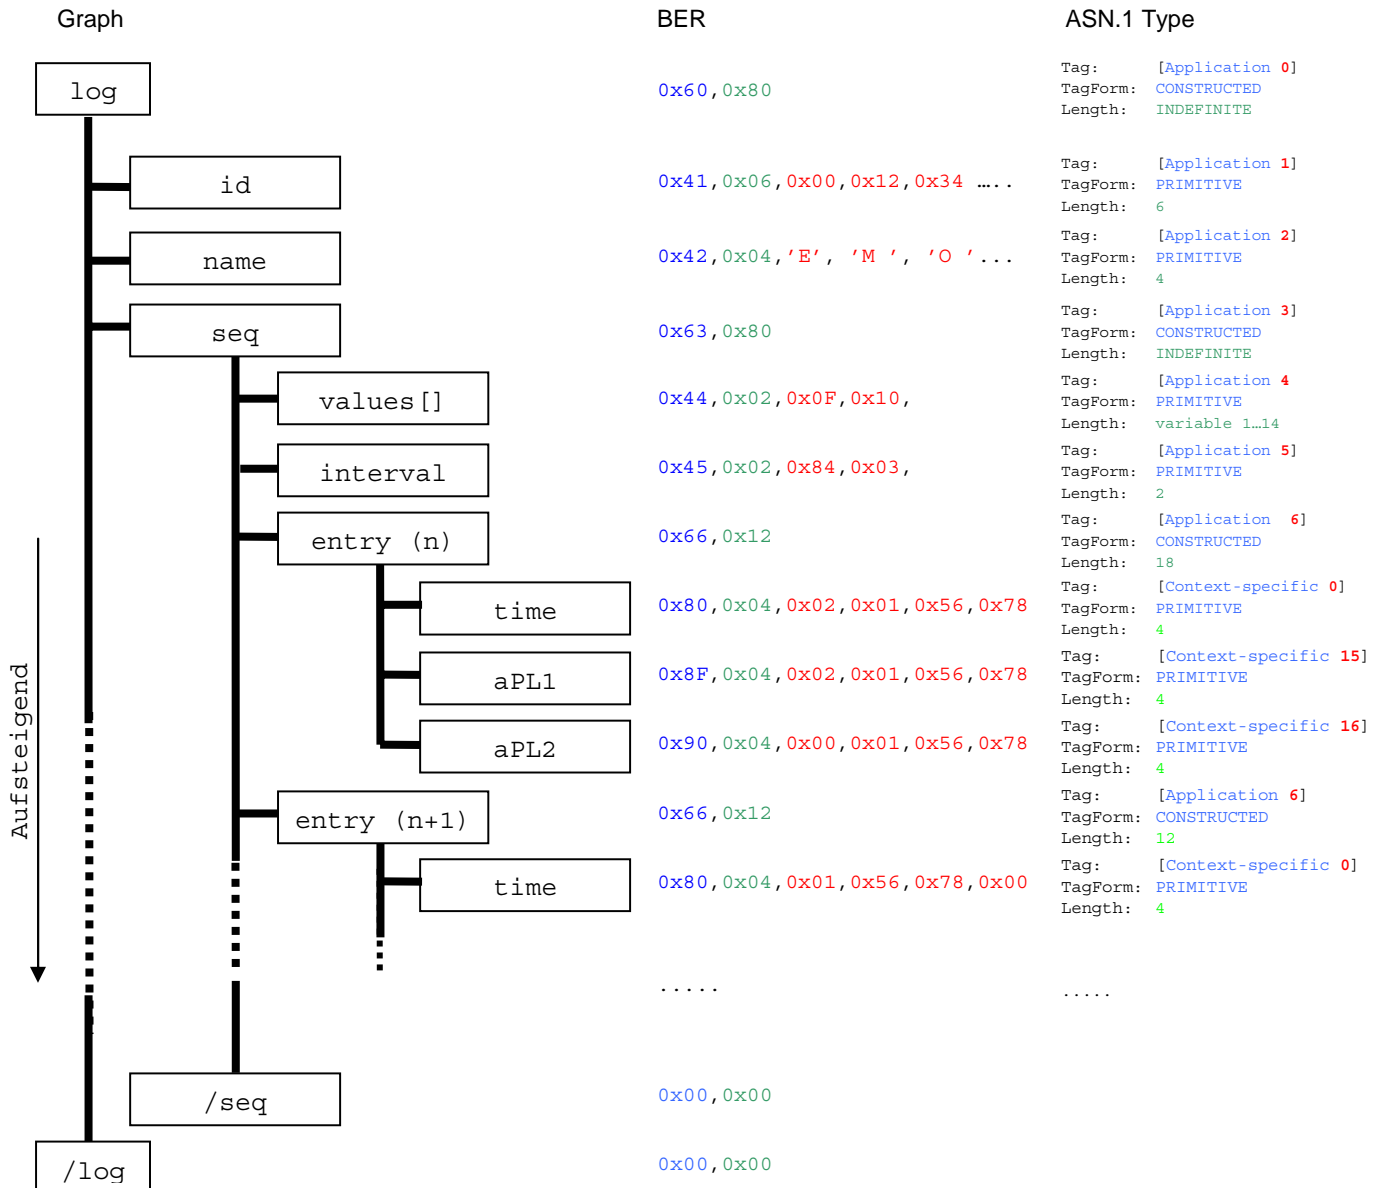 Graph BER ASN.1 Type
log
0x60,0x80
Tag: [Application 0]
TagForm: CONSTRUCTED
Length: INDEFINITE
id
0x41,0x06,0x00,0x12,0x34 …..
Tag: [Application 1]
TagForm: PRIMITIVE
Length: 6
name
0x42,0x04,'E', 'M ', 'O '...
Tag: [Application 2]
TagForm: PRIMITIVE
Length: 4
seq
0x63,0x80
Tag: [Application 3]
TagForm: CONSTRUCTED
Length: INDEFINITE
values[]
0x44,0x02,0x0F,0x10,
Tag: [Application 4
TagForm: PRIMITIVE
Length: variable 1…14
interval
0x45,0x02,0x84,0x03,
Tag: [Application 5]
TagForm: PRIMITIVE
Length: 2
entry (n)
0x66,0x12
Tag: [Application 6]
TagForm: CONSTRUCTED
Length: 18
time
0x80,0x04,0x02,0x01,0x56,0x78
Tag: [Context-specific 0]
TagForm: PRIMITIVE
Length: 4
aPL1
0x8F,0x04,0x02,0x01,0x56,0x78
Tag: [Context-specific 15]
TagForm: PRIMITIVE
Length: 4
aPL2
0x90,0x04,0x00,0x01,0x56,0x78
Tag: [Context-specific 16]
TagForm: PRIMITIVE
Length: 4
Aufsteigend
entry (n+1)
0x66,0x12
Tag: [Application 6]
TagForm: CONSTRUCTED
Length: 12
time
0x80,0x04,0x01,0x56,0x78,0x00
Tag: [Context-specific 0]
TagForm: PRIMITIVE
Length: 4
..... .....
/seq
0x00,0x00
/log
0x00,0x00